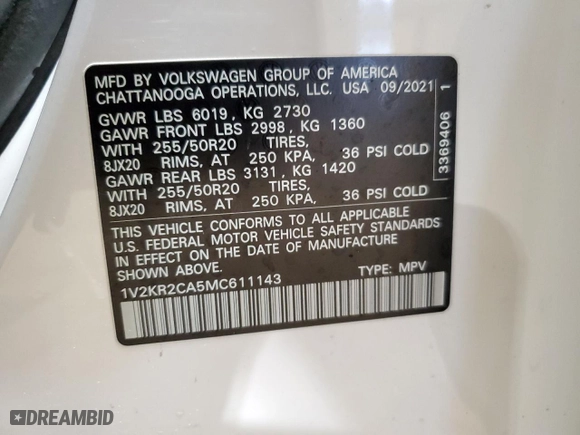 MFD BY VOLKSWAGEN GROUP OF AMERICA
CHATTANOOGA OPERATIONS, LLC. USA 09/2021
GVWR LBS 6019, KG 2730
GAWR FRONT LBS 2998, KG 1360
WITH 255/50R20 TIRES,
8JX20 RIMS, AT 250 KPA, 36 PSI COLD
GAWR REAR LBS 3131, KG 1420
WITH 255/50R20 TIRES,
8JX20 RIMS, AT 250 KPA, 36 PSI COLD
THIS VEHICLE CONFORMS TO ALL APPLICABLE
U.S. FEDERAL MOTOR VEHICLE SAFETY STANDARDS
IN EFFECT ON THE DATE OF MANUFACTURE
SHOWN ABOVE.
1V2KR2CA5MC611143 TYPE: MPV
3369406 1
DREAMBID